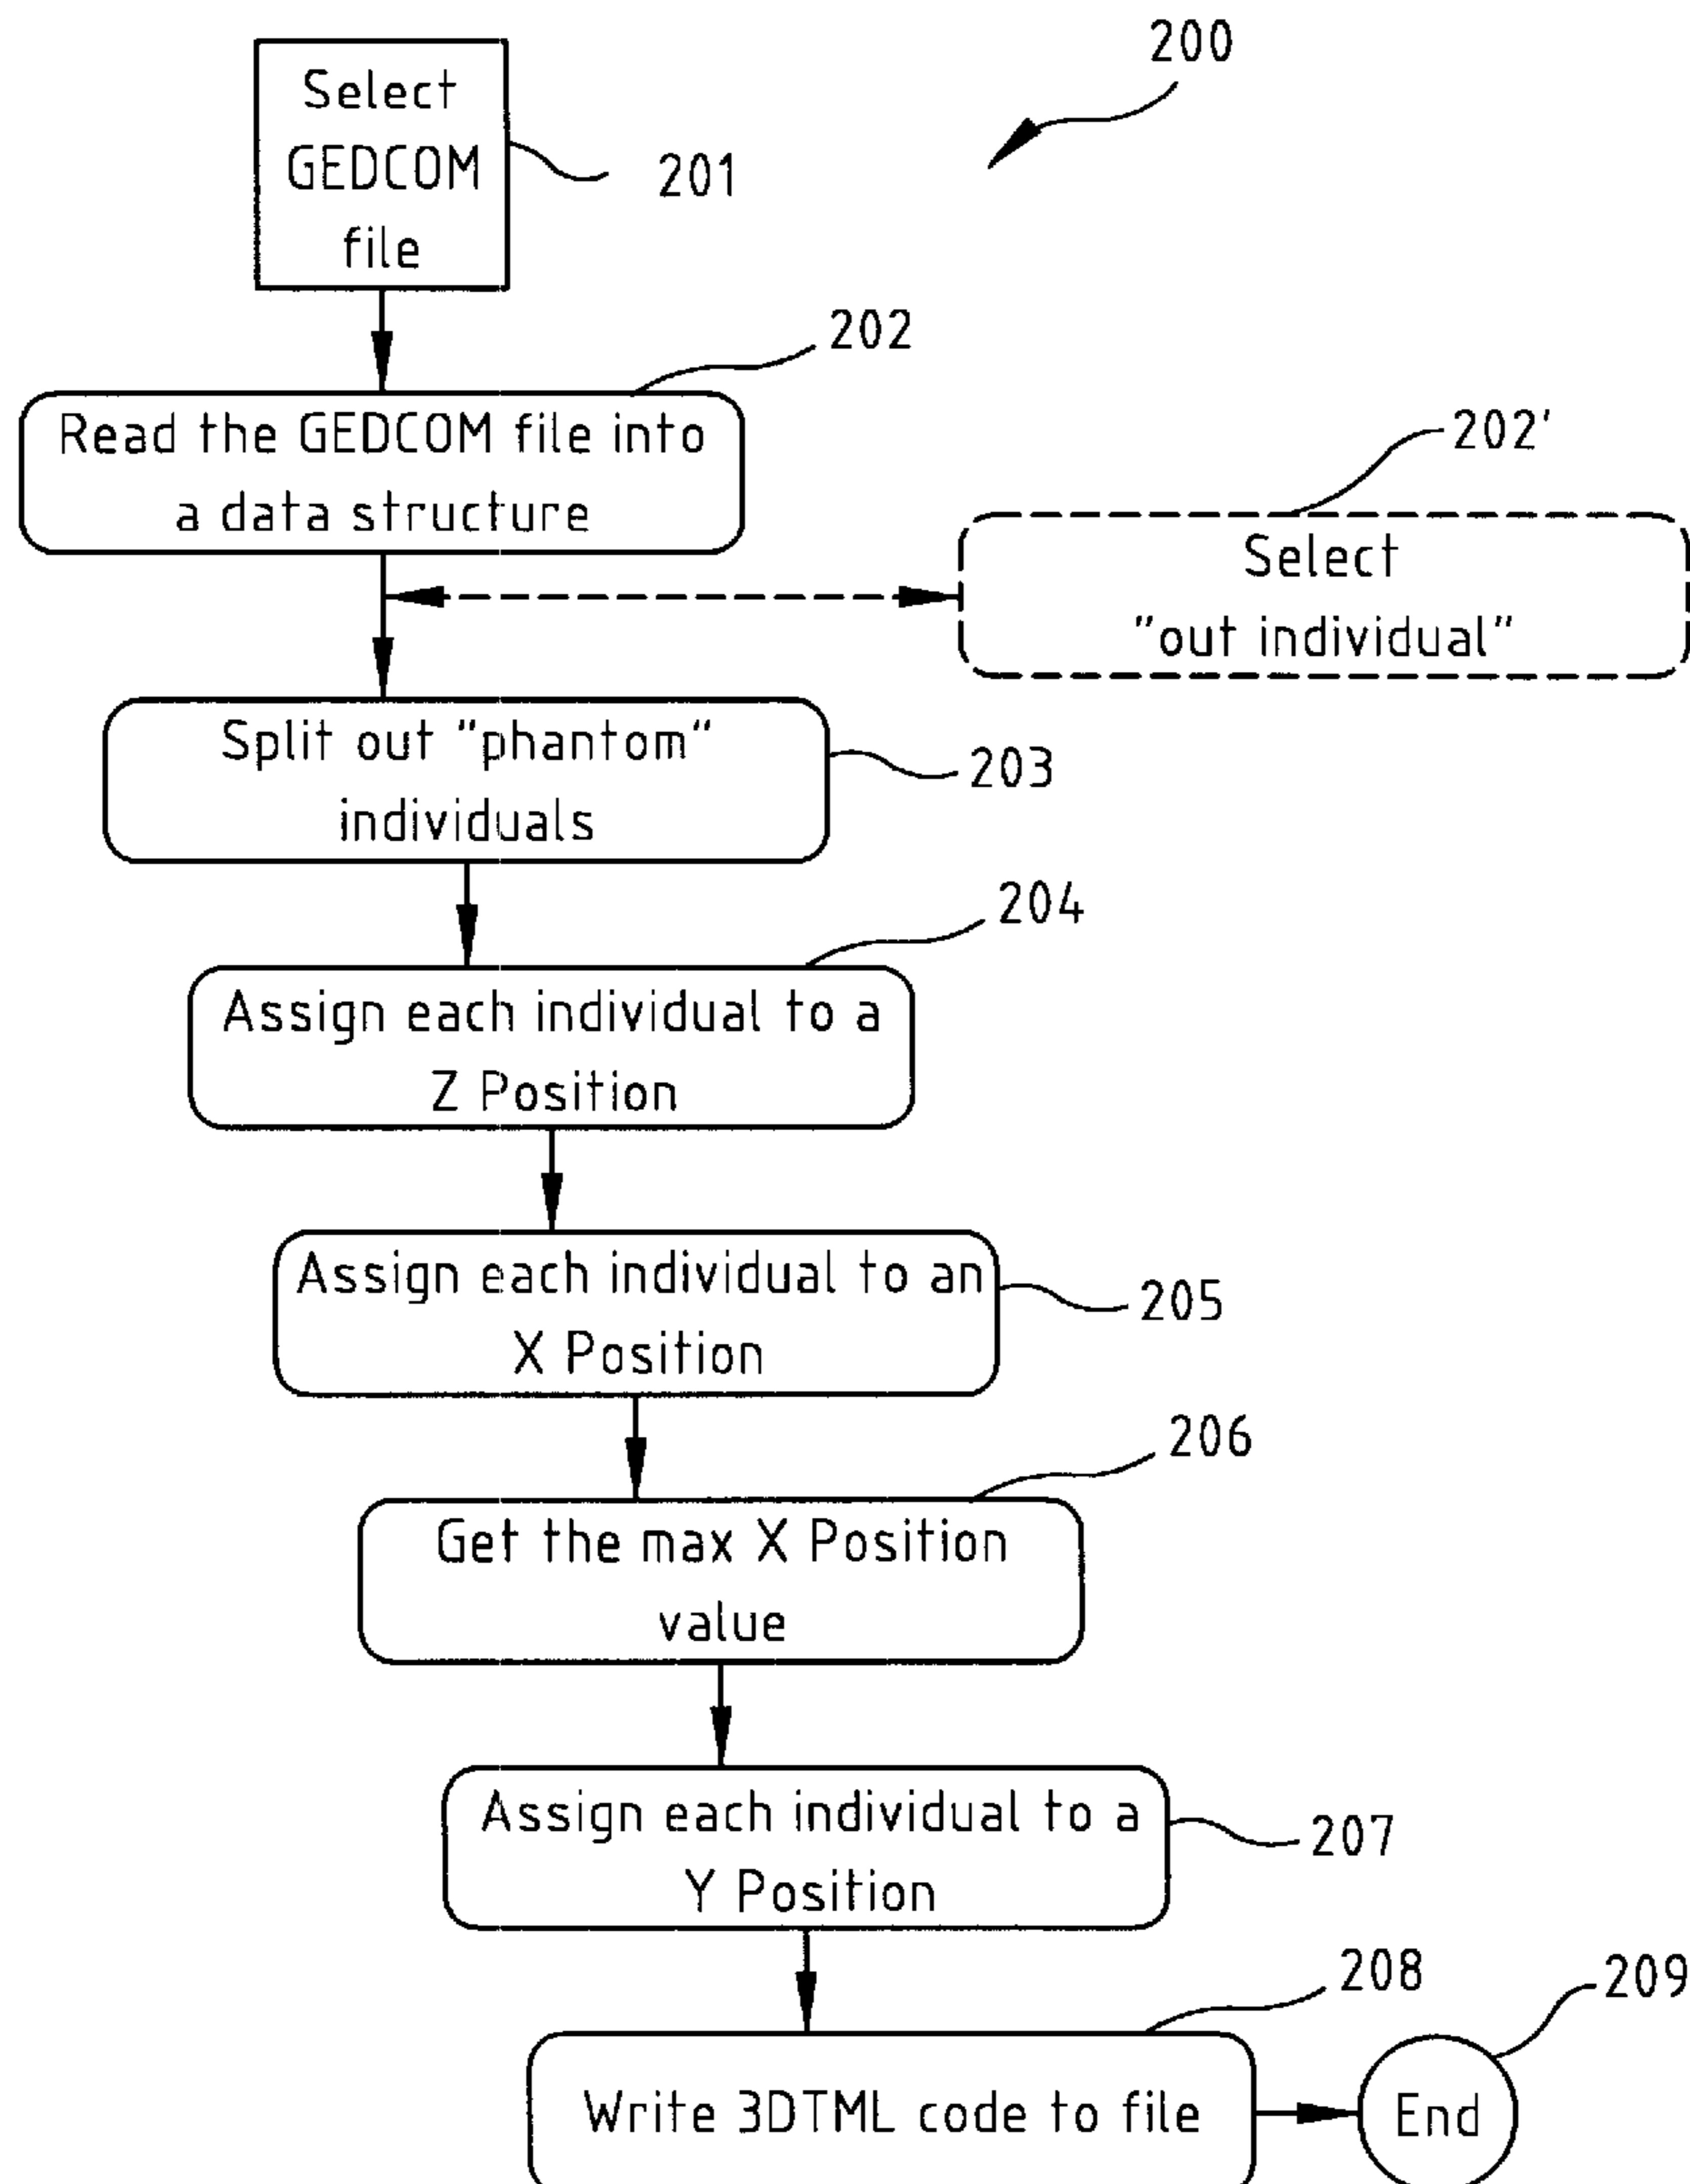 200
Select
GEDCOM
file
201
202
Read the GEDCOM file into
a data structure
202'
Select
"out individual"
Split out "phantom"
individuals
203
204
Assign each individual to a
Z Position
Assign each individual to an
X Position
205
206
Get the max X Position
value
Assign each individual to a
Y Position
207
208
209
Write 3DTML code to file
End